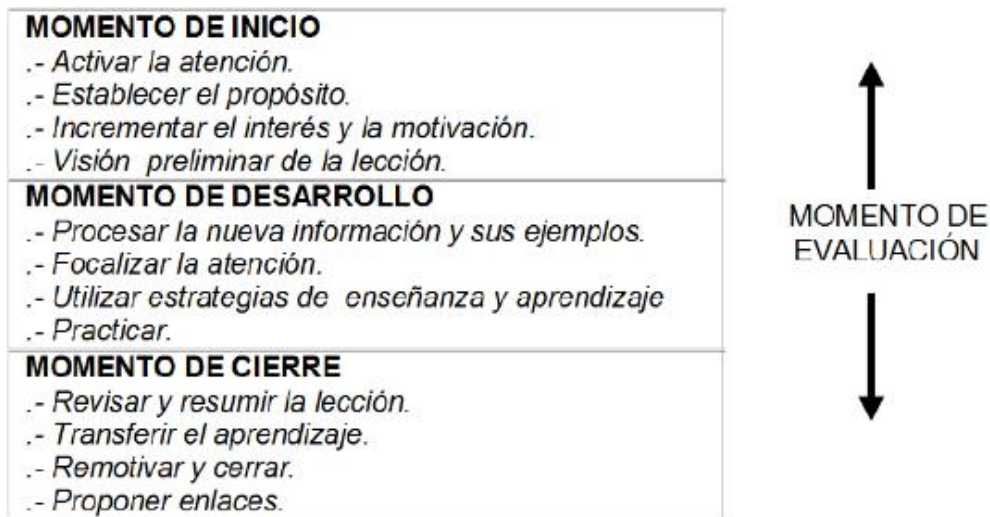 MOMENTO DE INICIO
.- Activar la atención.
.- Establecer el propósito.
.- Incrementar el interés y la motivación.
.- Visión preliminar de la lección.
MOMENTO DE DESARROLLO
.- Procesar la nueva información y sus ejemplos.
.- Focalizar la atención.
.- Utilizar estrategias de enseñanza y aprendizaje
.- Practicar.
MOMENTO DE CIERRE
.- Revisar y resumir la lección.
.- Transferir el aprendizaje.
.- Remotivar y cerrar.
.- Proponer enlaces.
MOMENTO DE
EVALUACIÓN